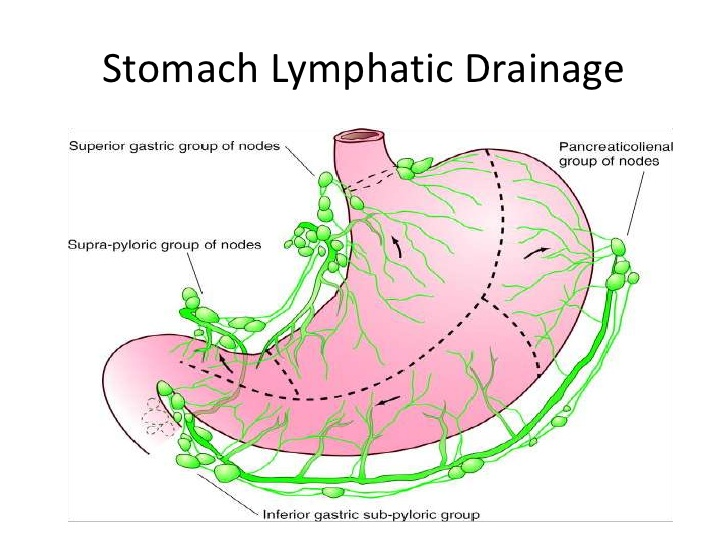 Stomach Lymphatic Drainage
Superior gastric group of nodes
Pancreaticolienal
group of nodes
Supra-pyloric group of nodes
Inferior gastric sub-pyloric group